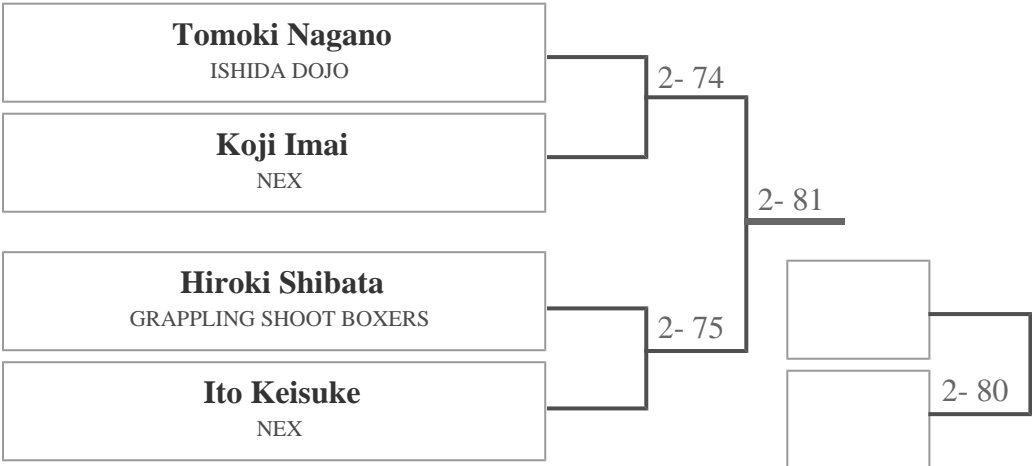 Tomoki Nagano
ISHIDA DOJO
2- 74
Koji Imai
NEX
2- 81
Hiroki Shibata
GRAPPLING SHOOT BOXERS
2- 75
Ito Keisuke
NEX
2- 80